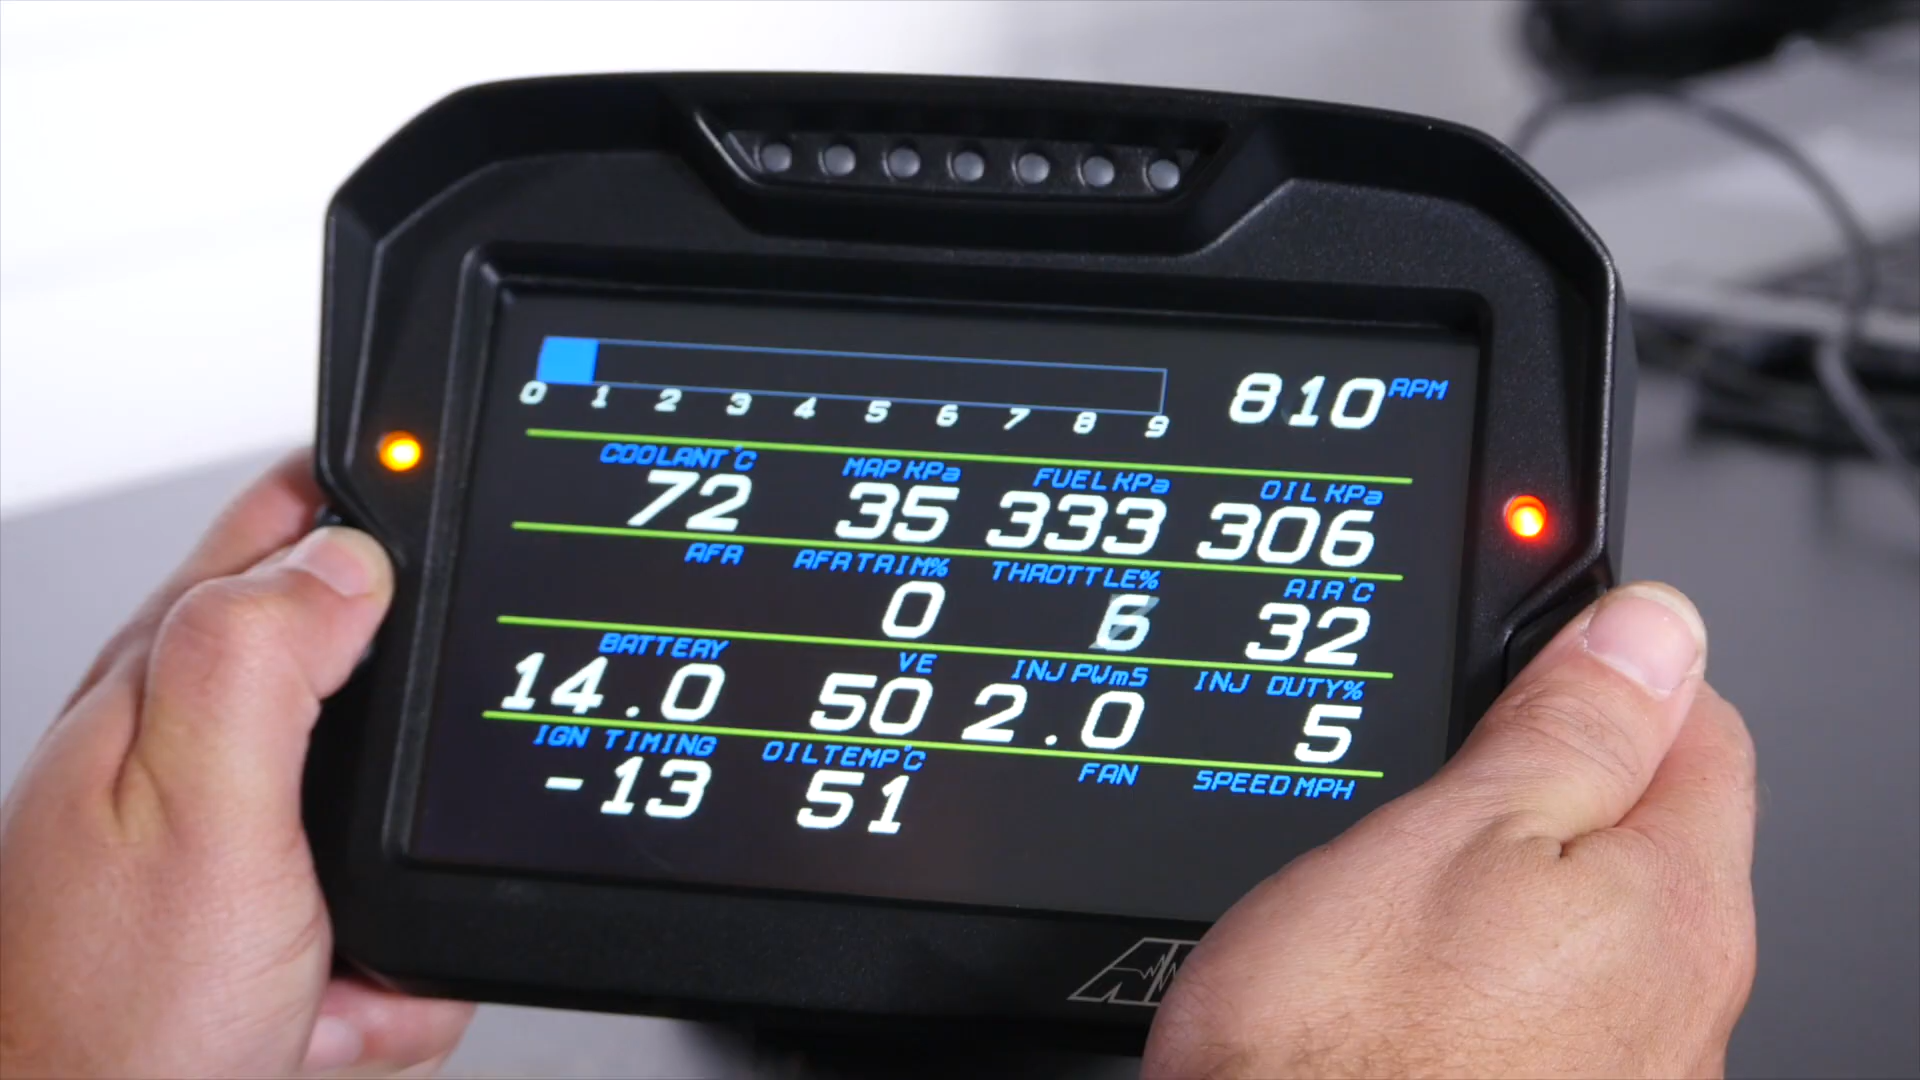 810 RPM
0 1 2 3 4 5 6 7 8 9
COOLANT°C MAP KPa FUEL KPa OIL KPa
72 35 333 306
AFR AFR TRIM% THROTTLE% AIR°C
0 6 32
BATTERY VE INJ PWmS INJ DUTY%
14.0 50 2.0 5
IGN TIMING OILTEMP°C FAN SPEED MPH
-13 51